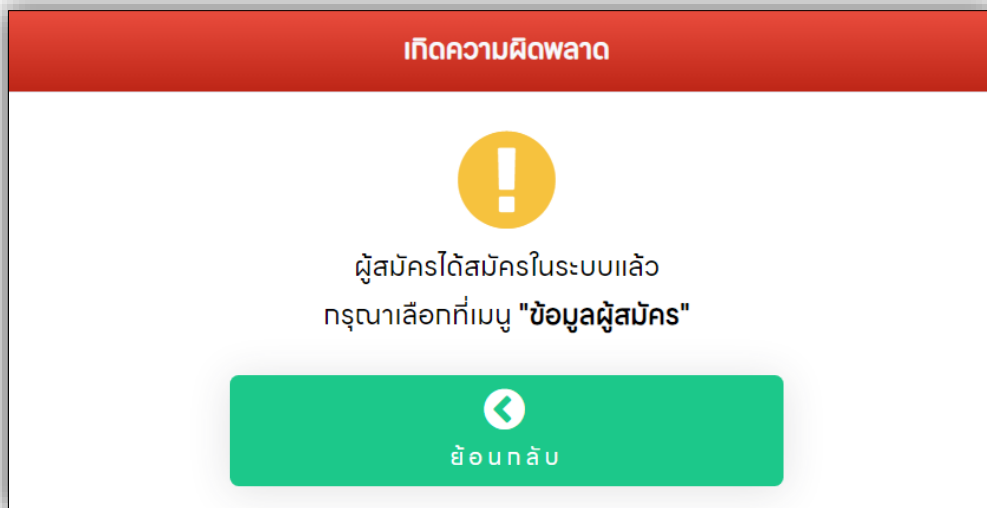 เกิดความผิดพลาด
ผู้สมัครได้สมัครในระบบแล้ว
กรุณาเลือกที่เมนู "ข้อมูลผู้สมัคร"
ย้อนกลับ